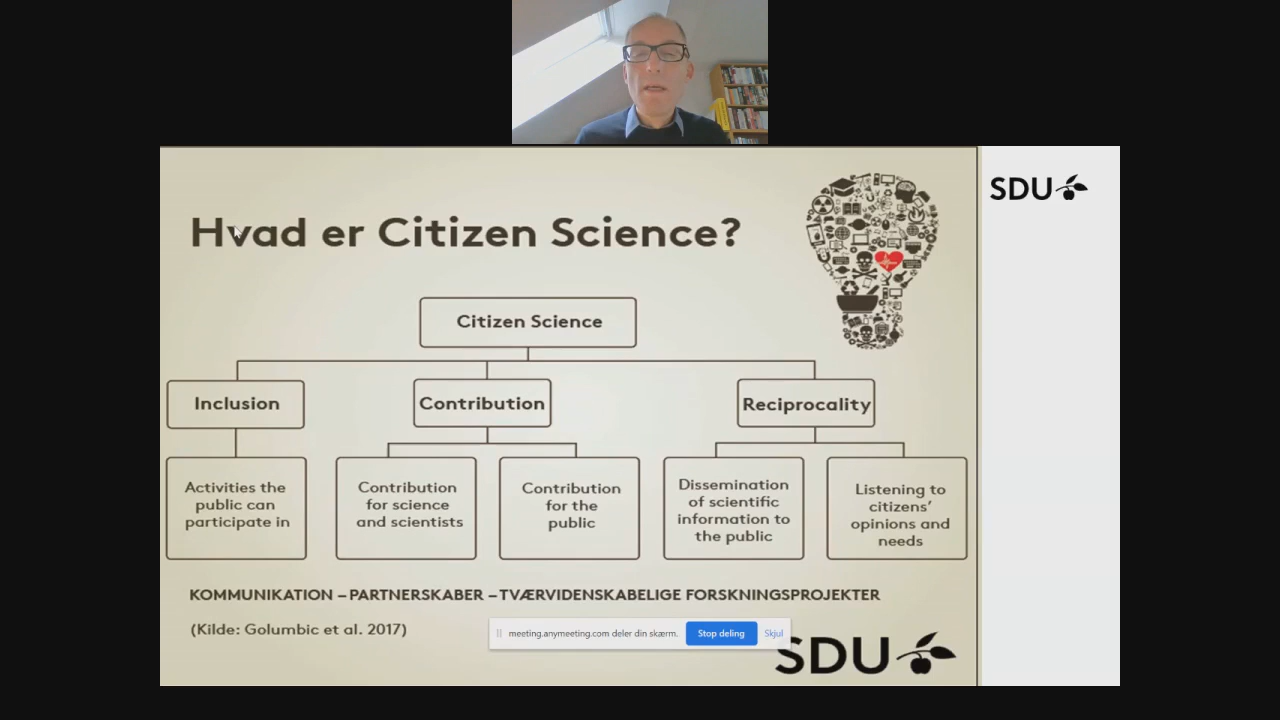 SDU
Hvad er Citizen Science?
Citizen Science
Inclusion
Contribution
Reciprocality
Activities the
public can
participate in
Contribution
for science
and scientists
Contribution
for the
public
Dissemination
of scientific
information to
the public
Listening to
citizens’
opinions and
needs
KOMMUNIKATION – PARTNERSKABER – TVÆRVIDENSKABELIGE FORSKNINGSPROJEKTER
(Kilde: Golumbic et al. 2017)
meeting.anymeeting.com deler din skærm. Stop deling Skjul
SDU